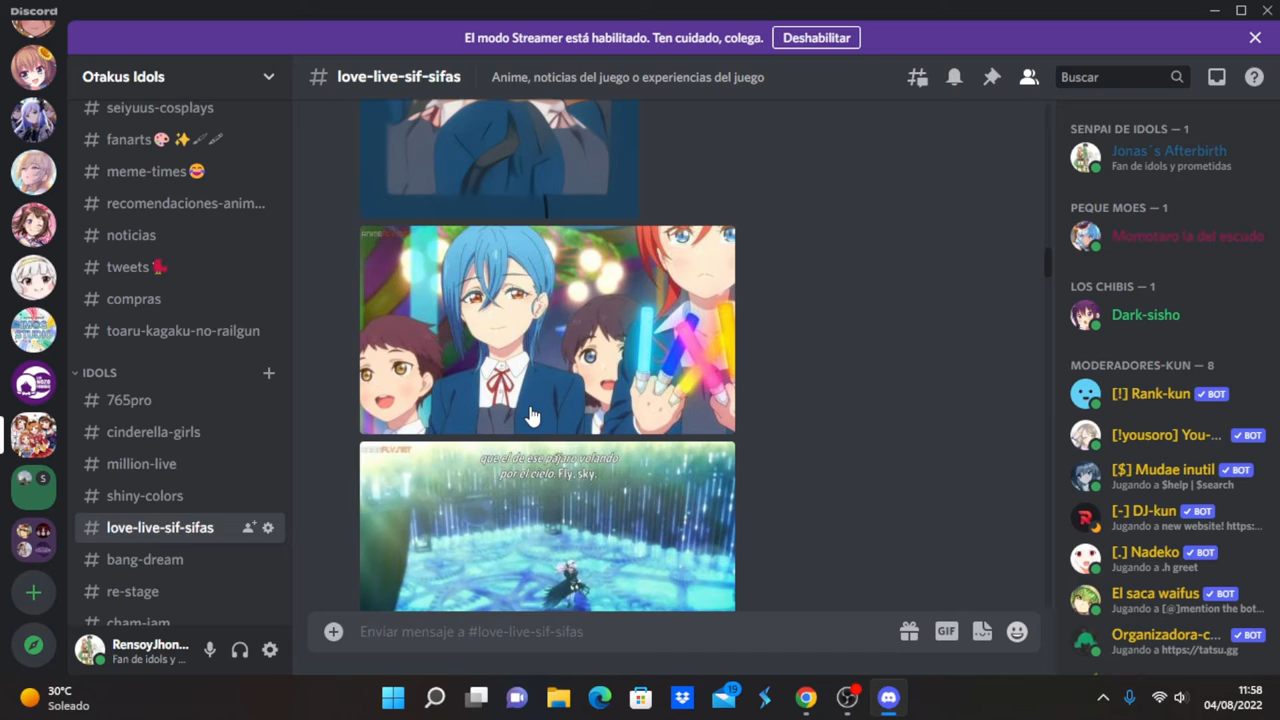 Discord
El modo Streamer está habilitado. Ten cuidado, colega.
Deshabilitar
Otakus Idols
love-live-sif-sifas
Anime, noticias del juego o experiencias del juego
Buscar
# seiyuus-cosplays
# fanarts🎨 ✨🖌🖌
# meme-times😂
# recomendaciones-anim...
# noticias
# tweets💃
# compras
# toaru-kagaku-no-railgun
IDOLS
# 765pro
# cinderella-girls
# million-live
# shiny-colors
# love-live-sif-sifas
# bang-dream
# re-stage
# cham-jam
S
RensoyJhon...
Fan de idols y ...
que el de ese pájaro volando
por el cielo. Fly, sky.
Enviar mensaje a #love-live-sif-sifas
GIF
SENPAI DE IDOLS — 1
Jonas´s Afterbirth
Fan de idols y prometidas
PEQUE MOES — 1
Momotaro la del escudo
LOS CHIBIS — 1
Dark-sisho
MODERADORES-KUN — 8
[!] Rank-kun ✓ BOT
[!yousoro] You-... ✓ BOT
[$] Mudae inutil ✓ BOT
Jugando a $help | $search
[-] DJ-kun ✓ BOT
Jugando a new website! https:...
[.] Nadeko ✓ BOT
Jugando a .h greet
El saca waifus ✓ BOT
Jugando a [@]mention the bot...
Organizadora-c... ✓ BOT
Jugando a https://tatsu.gg
30°C
Soleado
19
11:58
04/08/2022